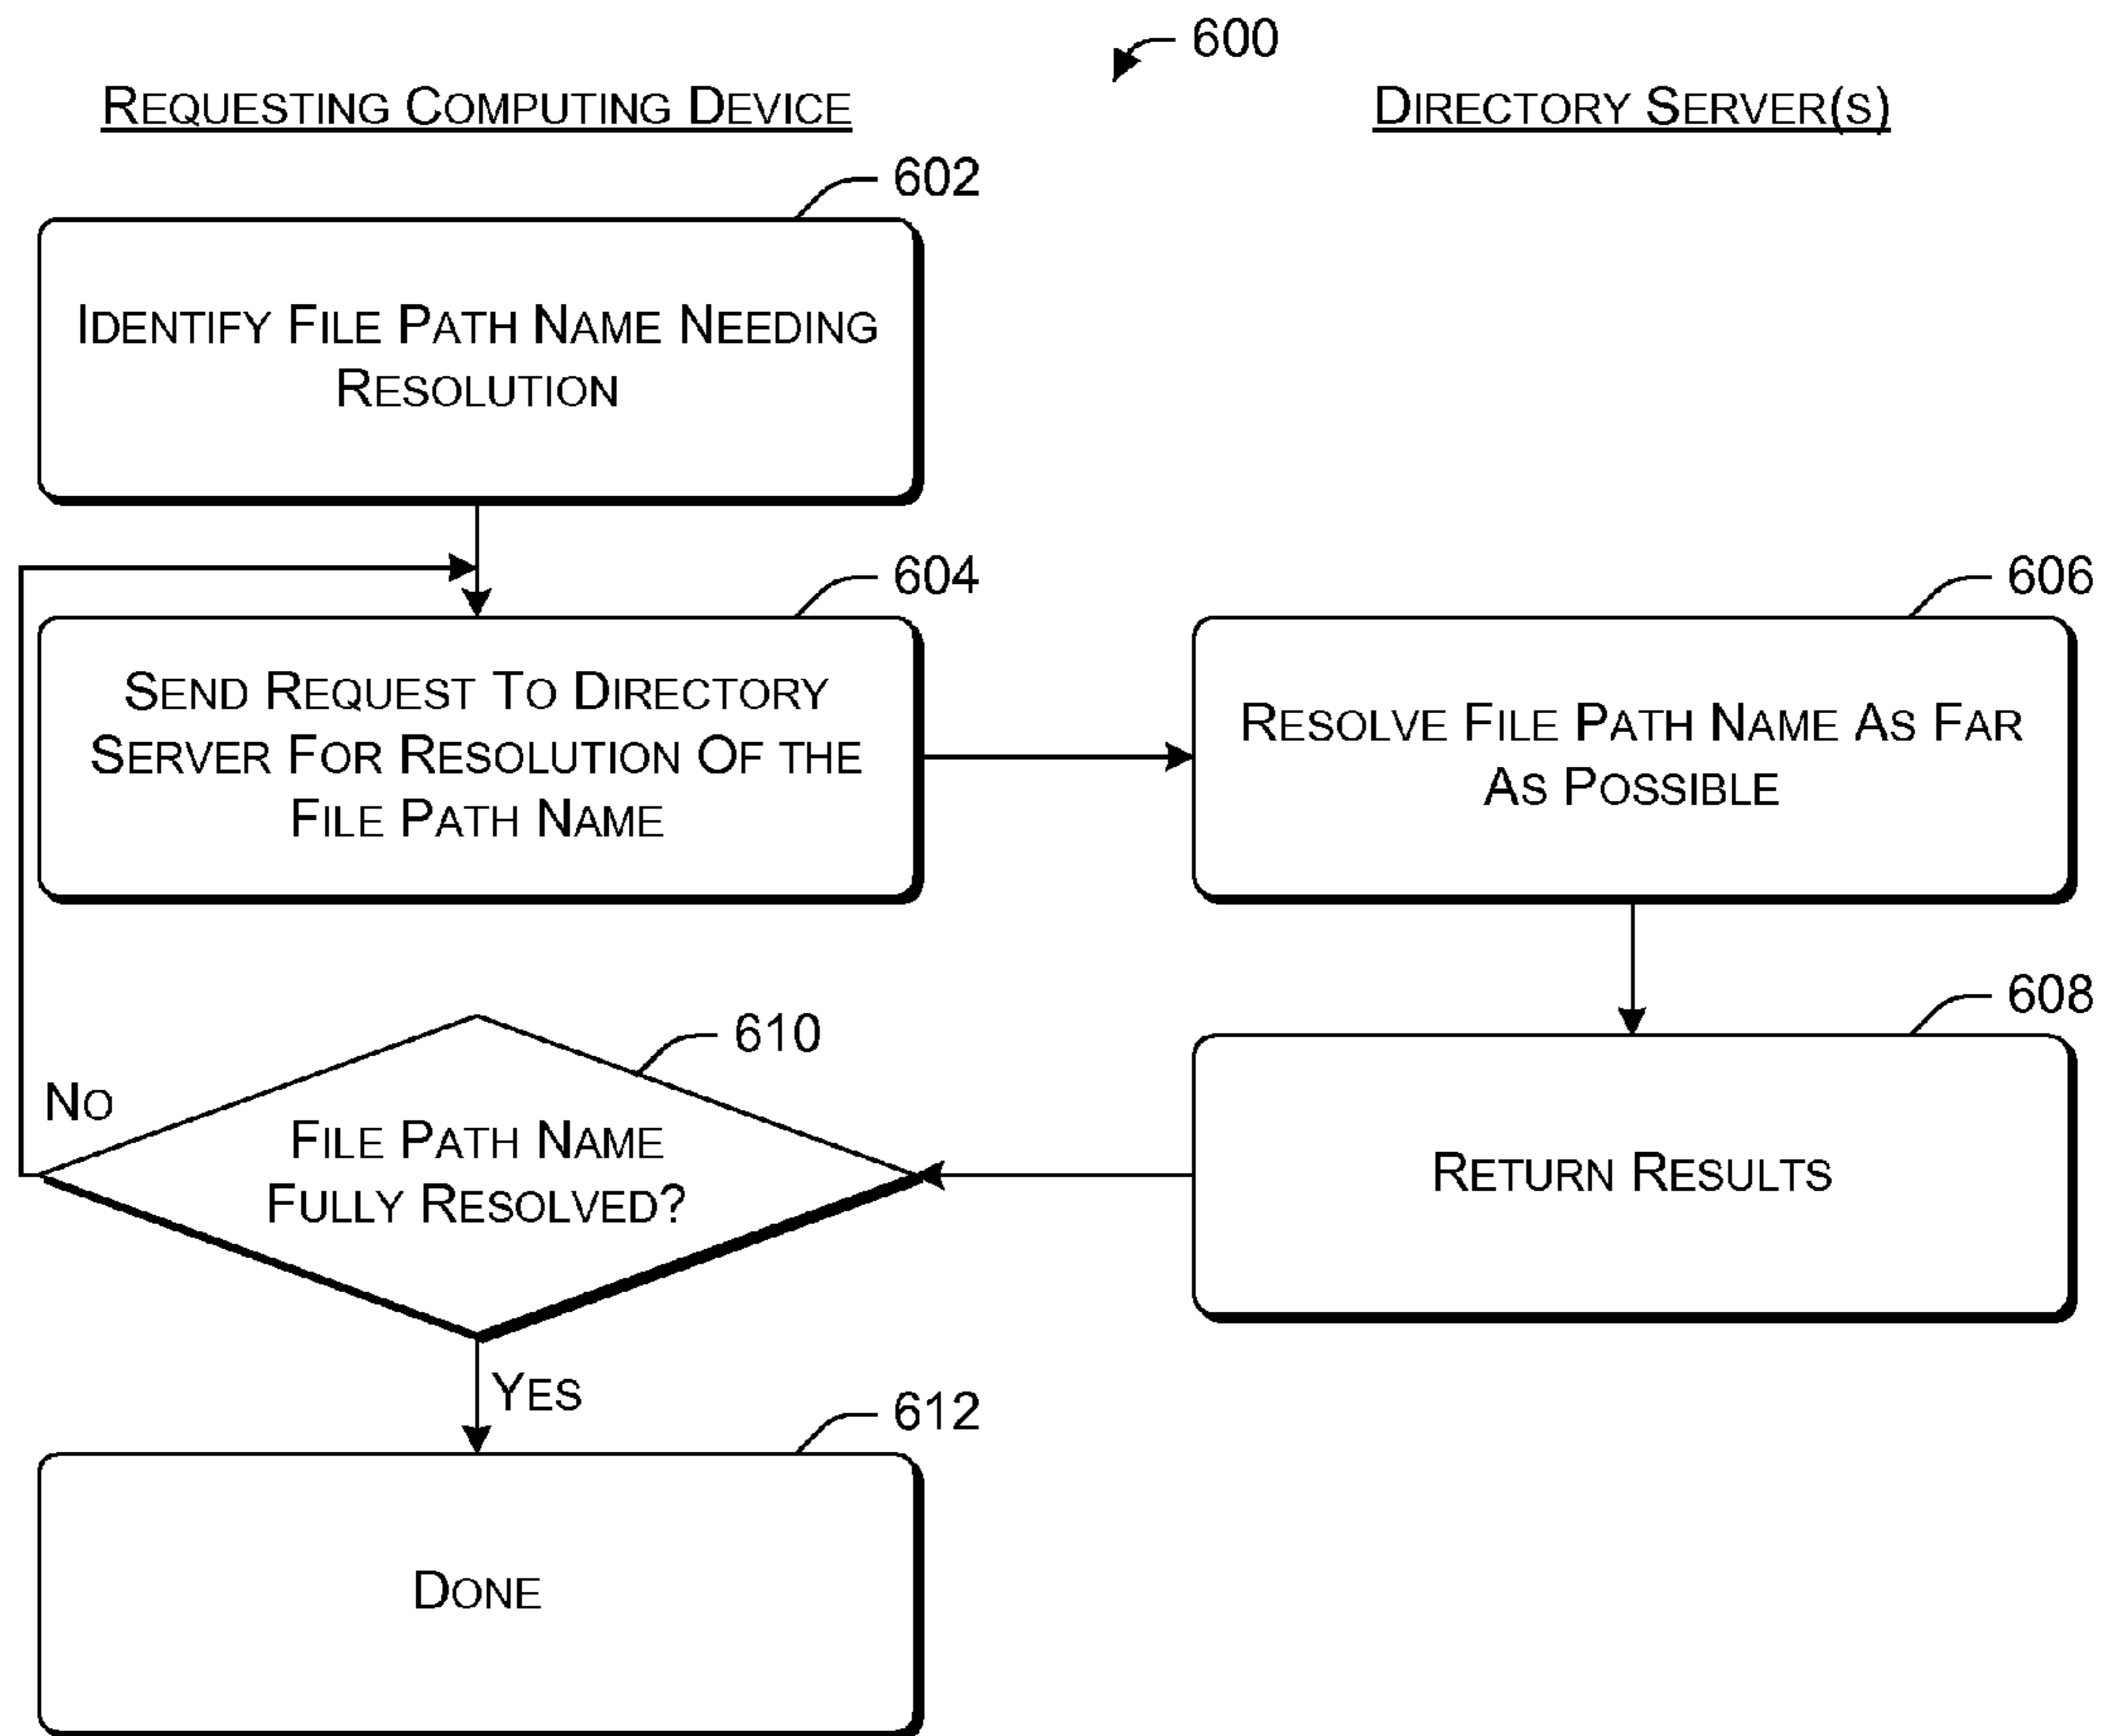 600
REQUESTING COMPUTING DEVICE
DIRECTORY SERVER(S)
602
IDENTIFY FILE PATH NAME NEEDING
RESOLUTION
604
SEND REQUEST TO DIRECTORY
SERVER FOR RESOLUTION OF THE
FILE PATH NAME
606
RESOLVE FILE PATH NAME AS FAR
AS POSSIBLE
608
RETURN RESULTS
610
FILE PATH NAME
FULLY RESOLVED?
NO
YES
612
DONE